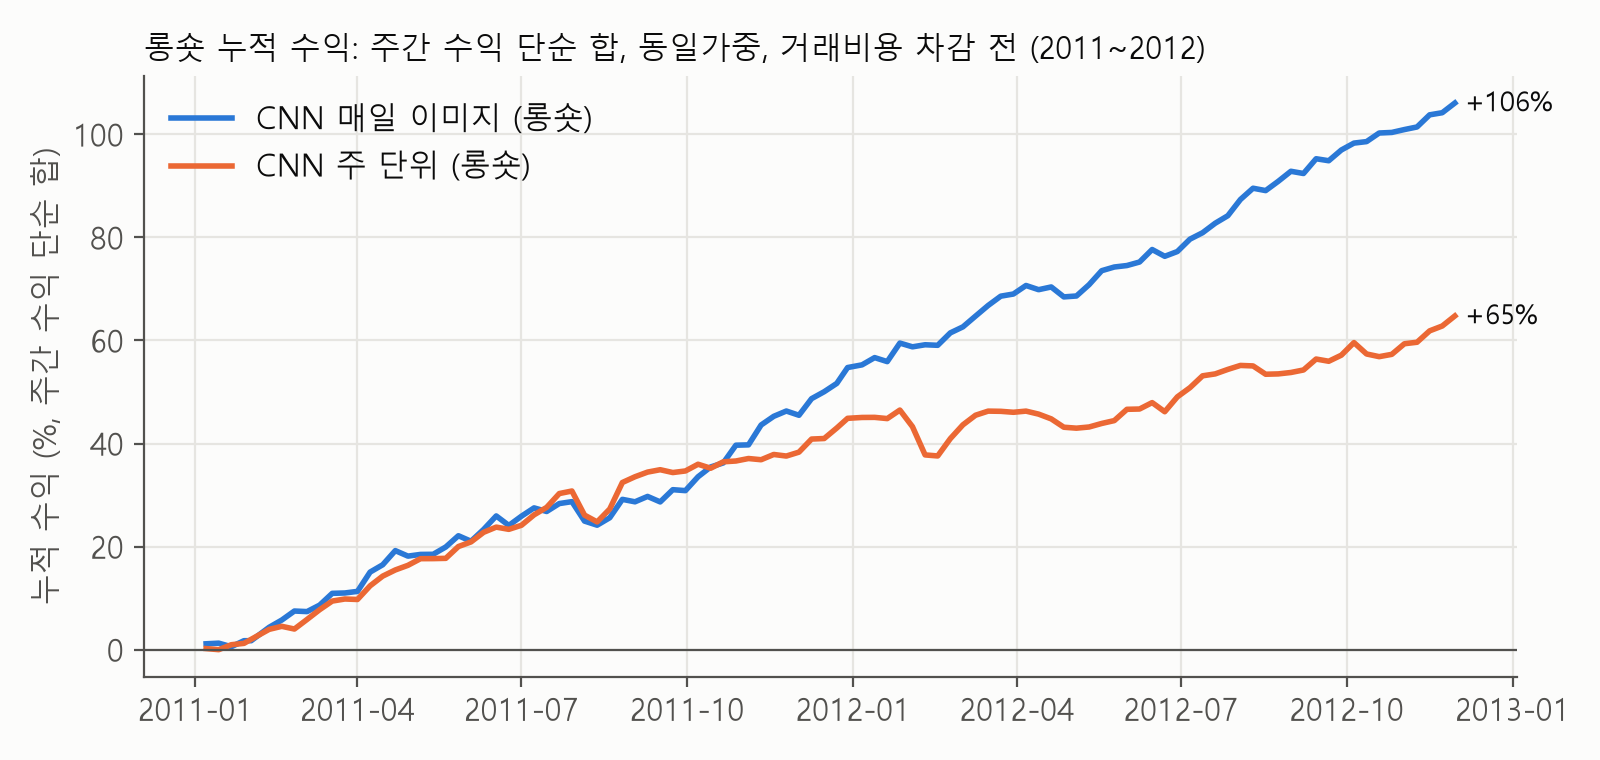 롱숏 누적 수익: 주간 수익 단순 합, 동일가중, 거래비용 차감 전 (2011~2012)
CNN 매일 이미지 (롱숏)
CNN 주 단위 (롱숏)
+106%
+65%
누적 수익 (%, 주간 수익 단순 합)
100
80
60
40
20
0
2011-01 2011-04 2011-07 2011-10 2012-01 2012-04 2012-07 2012-10 2013-01